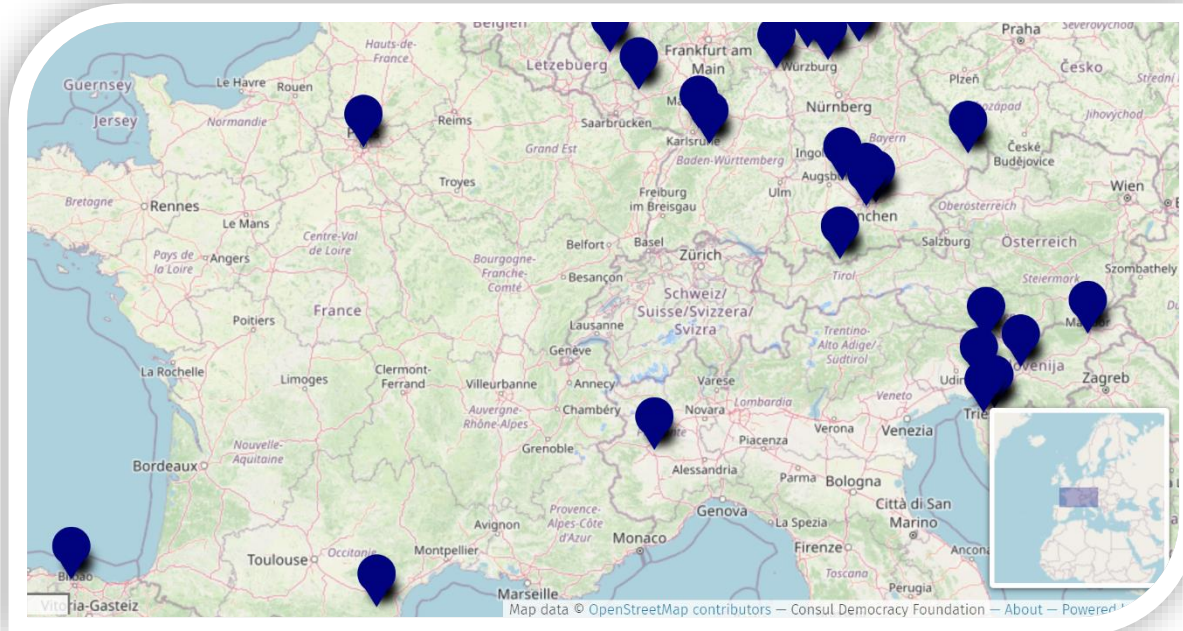 Belgien
Praha
Severovýchod
Hauts-de-
France
Frankfurt am
Main
Lëtzebuerg
Plzeň
Česko
Guernsey
Le Havre
Rouen
Würzburg
Nürnberg
Jersey
Normandie
Reims
Saarbrücken
Jihovýchod
Karlsruhe
Bayern
Grand Est
Baden-Württemberg
České
Budějovice
Troyes
Ulm
Wien
Bretagne
Rennes
Freiburg
im Breisgau
Oberösterreich
Le Mans
Centre-Val
de Loire
Belfort
Basel
Zürich
Salzburg
Österreich
Pays de
la Loire
Angers
Bourgogne-
Franche-
Comté
Besançon
Tirol
Steiermark
Szombathely
Poitiers
France
Schweiz/
Suisse/Svizzera/
Svizra
Lausanne
Trentino-
Alto Adige/
Südtirol
Genève
La Rochelle
Limoges
Clermont-
Ferrand
Villeurbanne
Annecy
Varese
Zagreb
Auvergne-
Rhône-Alpes
Chambéry
Novara
Lombardia
Veneto
Verona
Venezia
Nouvelle-
Aquitaine
Grenoble
Piacenza
Bordeaux
Alessandria
Parma
Bologna
Città di San
Marino
Genova
Avignon
Provence-
Alpes-Côte
d'Azur
Monaco
La Spezia
Toulouse
Occitanie
Montpellier
Firenze
Ancona
Toscana
Marseille
Perugia
Bilbao
Vitoria-Gasteiz
Map data © OpenStreetMap contributors — Consul Democracy Foundation — About — Powered